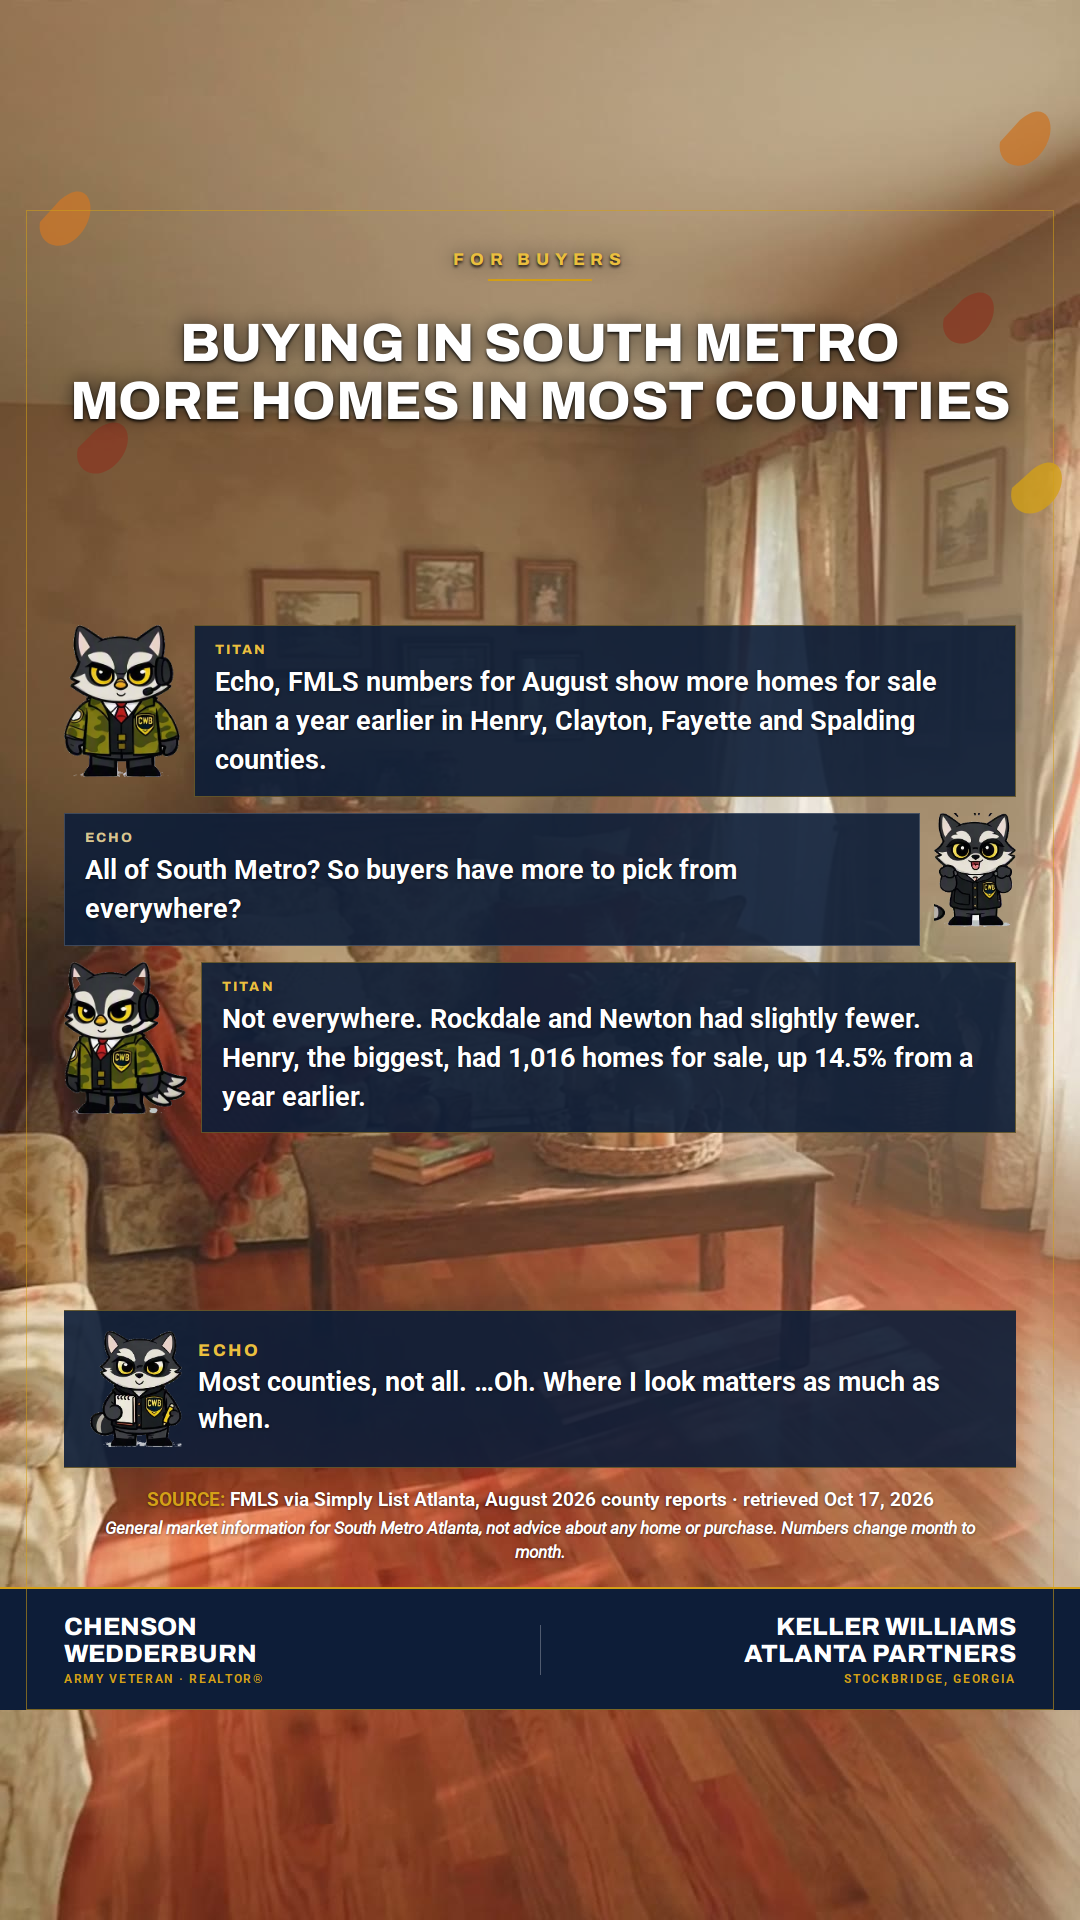 FOR BUYERS
BUYING IN SOUTH METRO
MORE HOMES IN MOST COUNTIES
TITAN
Echo, FMLS numbers for August show more homes for sale
than a year earlier in Henry, Clayton, Fayette and Spalding
counties.
CWB
ECHO
All of South Metro? So buyers have more to pick from
everywhere?
CWB
TITAN
Not everywhere. Rockdale and Newton had slightly fewer.
Henry, the biggest, had 1,016 homes for sale, up 14.5% from a
year earlier.
CWB
ECHO
Most counties, not all. ...Oh. Where I look matters as much as
when.
CWB
SOURCE: FMLS via Simply List Atlanta, August 2026 county reports · retrieved Oct 17, 2026
General market information for South Metro Atlanta, not advice about any home or purchase. Numbers change month to
month.
CHENSON
WEDDERBURN
ARMY VETERAN · REALTOR®
KELLER WILLIAMS
ATLANTA PARTNERS
STOCKBRIDGE, GEORGIA